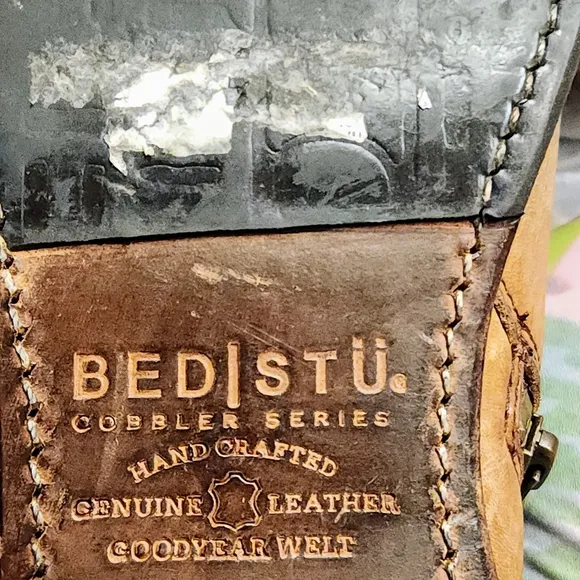 BED|STÜ®
COBBLER SERIES
HAND CRAFTED
GENUINE LEATHER
GOODYEAR WELT